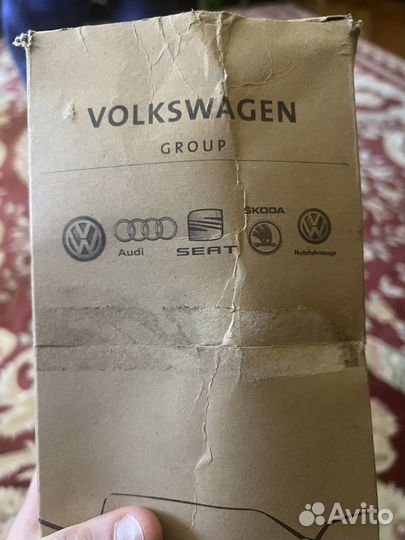 VOLKSWAGEN
GROUP
Audi
SEAT
ŠKODA
Nutzfahrzeuge
Avito